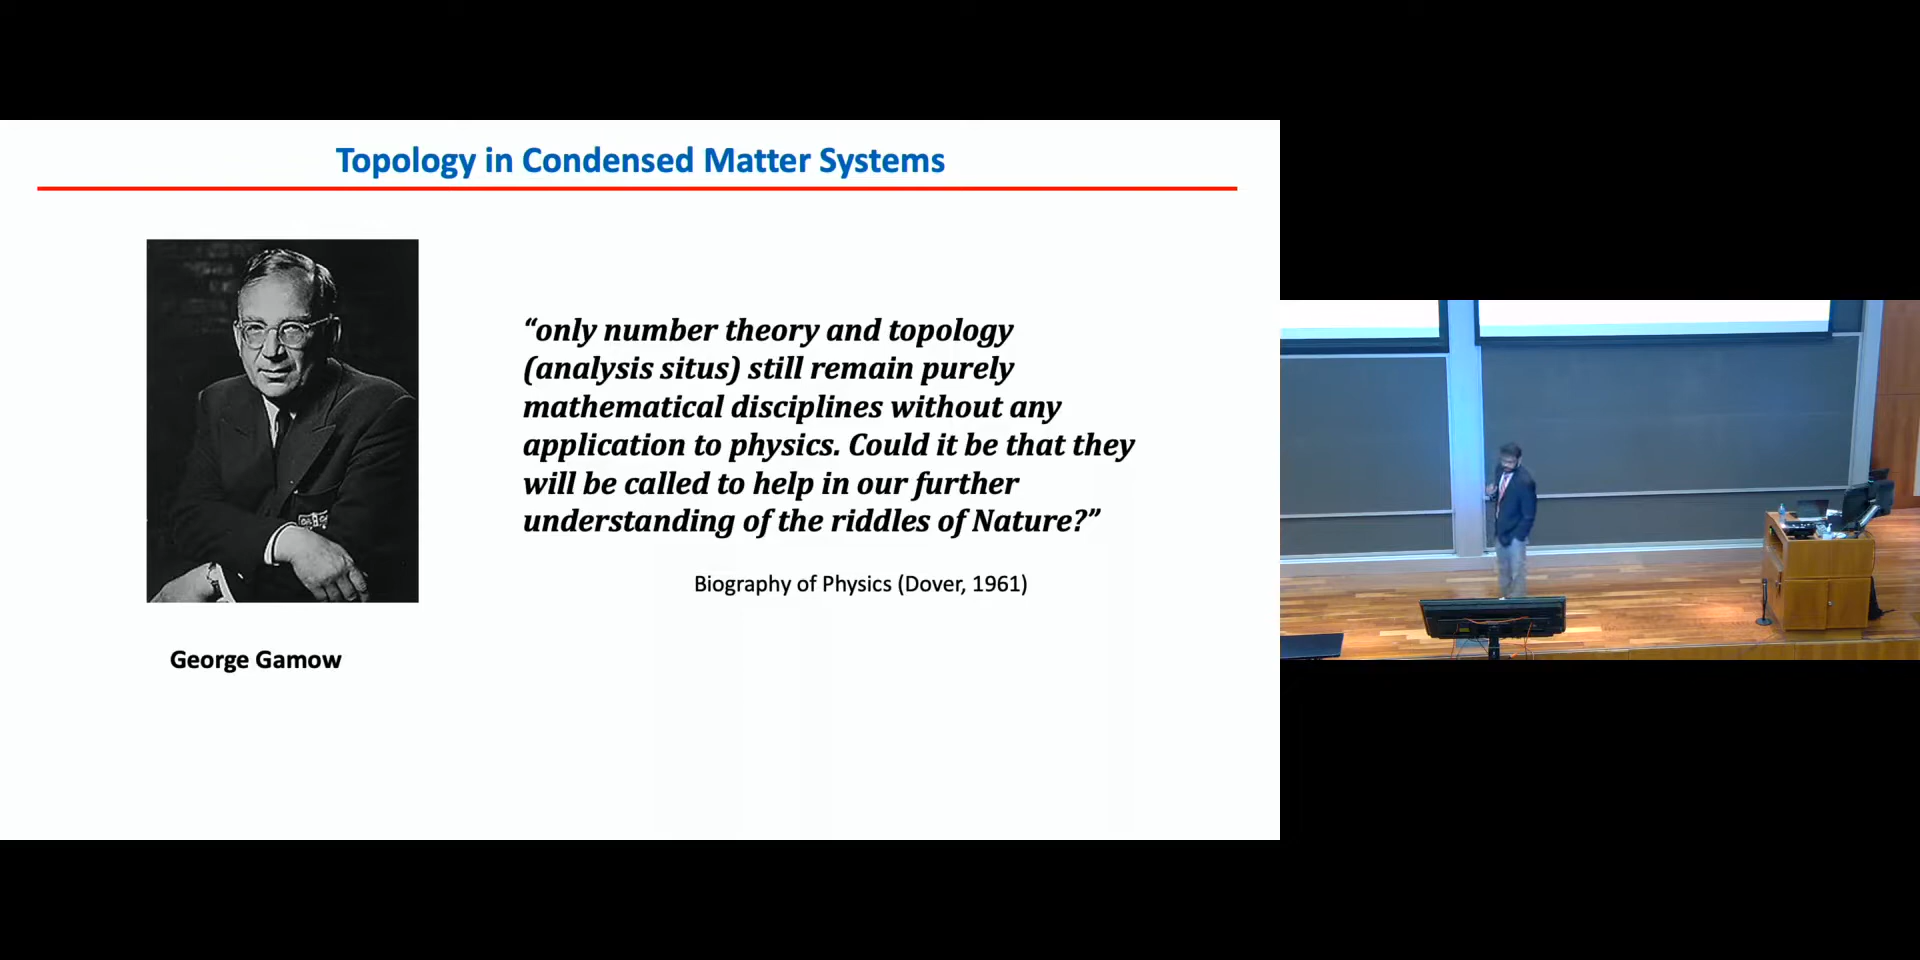 Topology in Condensed Matter Systems
“only number theory and topology
(analysis situs) still remain purely
mathematical disciplines without any
application to physics. Could it be that they
will be called to help in our further
understanding of the riddles of Nature?”
Biography of Physics (Dover, 1961)
George Gamow